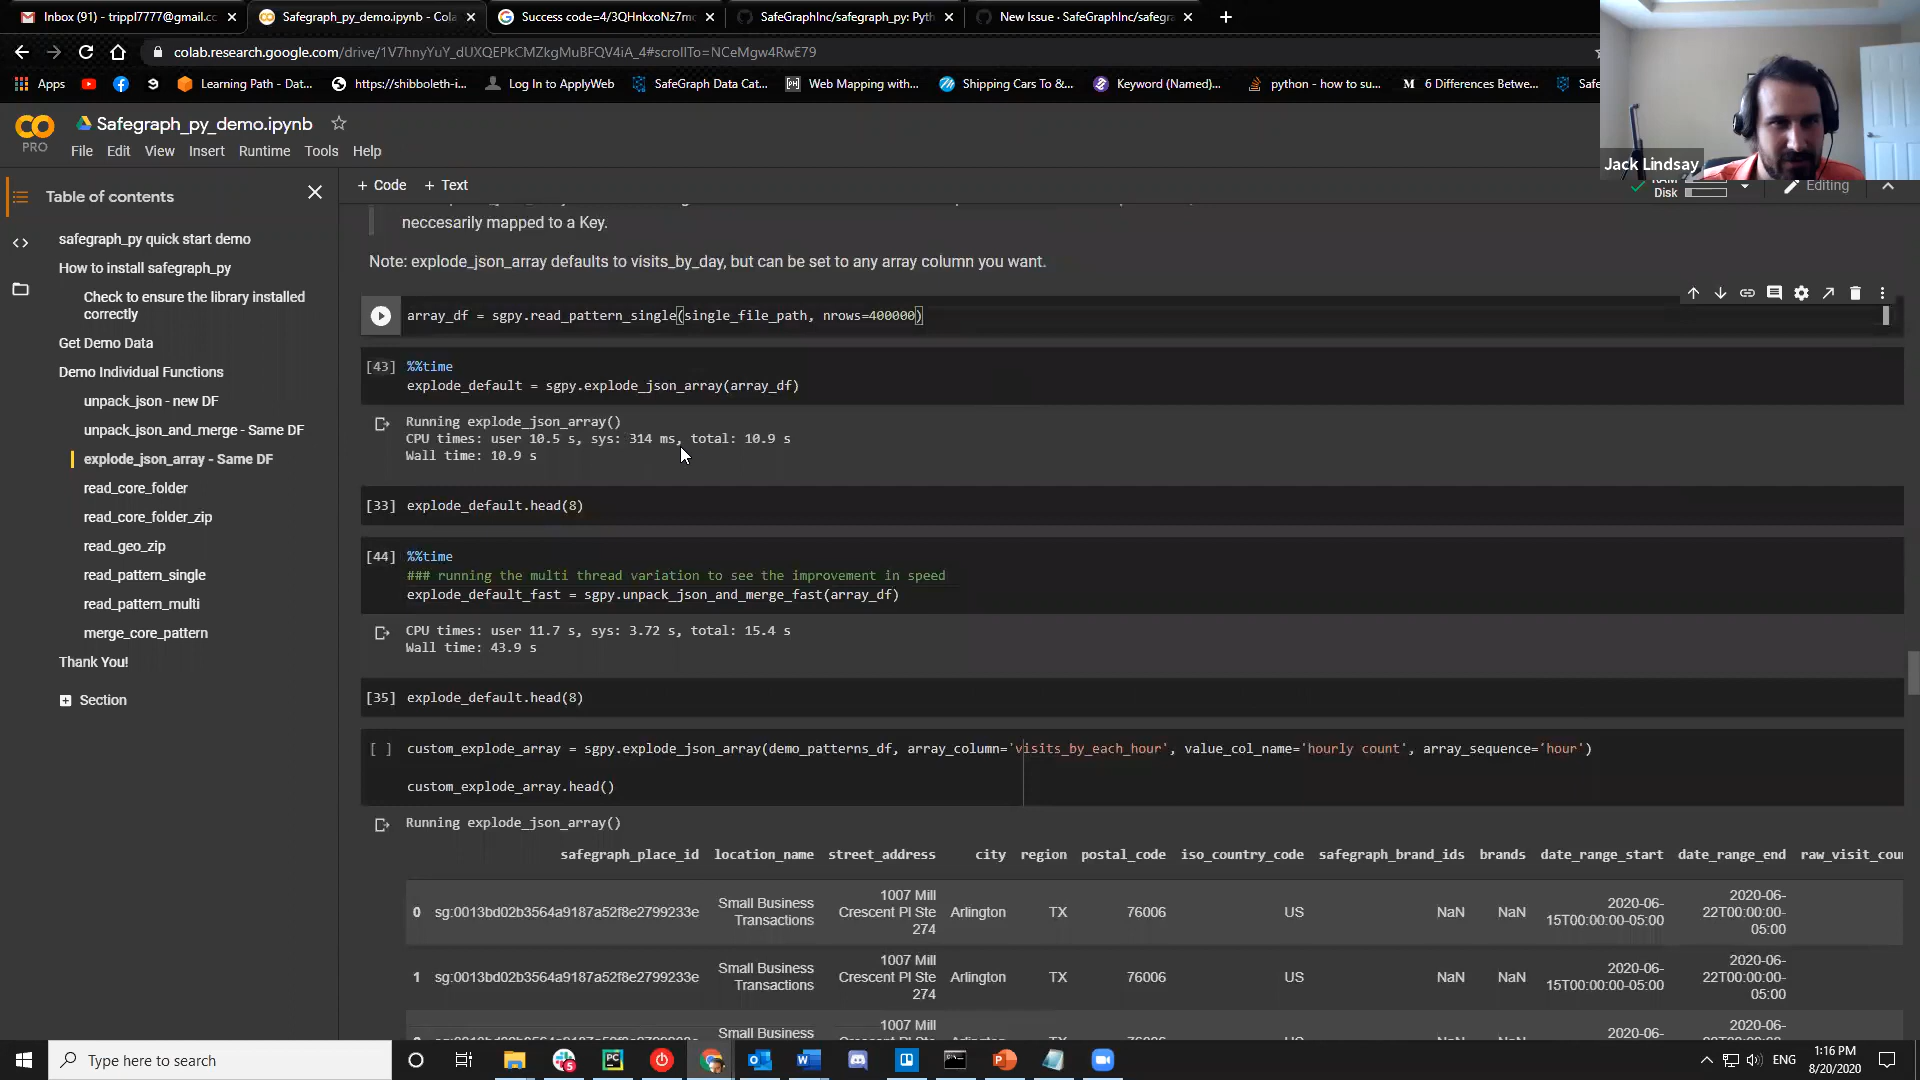 Inbox (91) - trippl7777@gmail.cc
Safegraph_py_demo.ipynb - Cola
Success code=4/3QHnkxoNz7mc
SafeGraphInc/safegraph_py: Pyth
New Issue · SafeGraphInc/safegra
colab.research.google.com/drive/1V7hnyYuY_dUXQEPkCMZkgMuBFQV4iA_4#scrollTo=NCeMgw4RwE79
Apps
Learning Path - Dat...
https://shibboleth-i...
Log In to ApplyWeb
SafeGraph Data Cat...
Web Mapping with...
Shipping Cars To &...
Keyword (Named)...
python - how to su...
6 Differences Betwe...
Safe
CO
PRO
Safegraph_py_demo.ipynb
File Edit View Insert Runtime Tools Help
Jack Lindsay
+ Code + Text
RAM
Disk
Editing
Table of contents
safegraph_py quick start demo
How to install safegraph_py
Check to ensure the library installed
correctly
Get Demo Data
Demo Individual Functions
unpack_json - new DF
unpack_json_and_merge - Same DF
explode_json_array - Same DF
read_core_folder
read_core_folder_zip
read_geo_zip
read_pattern_single
read_pattern_multi
merge_core_pattern
Thank You!
Section
neccesarily mapped to a Key.
Note: explode_json_array defaults to visits_by_day, but can be set to any array column you want.
array_df = sgpy.read_pattern_single(single_file_path, nrows=400000)
[43] %%time
explode_default = sgpy.explode_json_array(array_df)
Running explode_json_array()
CPU times: user 10.5 s, sys: 314 ms, total: 10.9 s
Wall time: 10.9 s
[33] explode_default.head(8)
[44] %%time
### running the multi thread variation to see the improvement in speed
explode_default_fast = sgpy.unpack_json_and_merge_fast(array_df)
CPU times: user 11.7 s, sys: 3.72 s, total: 15.4 s
Wall time: 43.9 s
[35] explode_default.head(8)
[ ] custom_explode_array = sgpy.explode_json_array(demo_patterns_df, array_column='visits_by_each_hour', value_col_name='hourly count', array_sequence='hour')
custom_explode_array.head()
Running explode_json_array()
safegraph_place_id location_name street_address city region postal_code iso_country_code safegraph_brand_ids brands date_range_start date_range_end raw_visit_cou
0 sg:0013bd02b3564a9187a52f8e2799233e Small Business Transactions 1007 Mill Crescent Pl Ste 274 Arlington TX 76006 US NaN NaN 2020-06-15T00:00:00-05:00 2020-06-22T00:00:00-05:00
1 sg:0013bd02b3564a9187a52f8e2799233e Small Business Transactions 1007 Mill Crescent Pl Ste 274 Arlington TX 76006 US NaN NaN 2020-06-15T00:00:00-05:00 2020-06-22T00:00:00-05:00
Small Business 1007 Mill 2020-06- 2020-06-
Type here to search
ENG
1:16 PM
8/20/2020